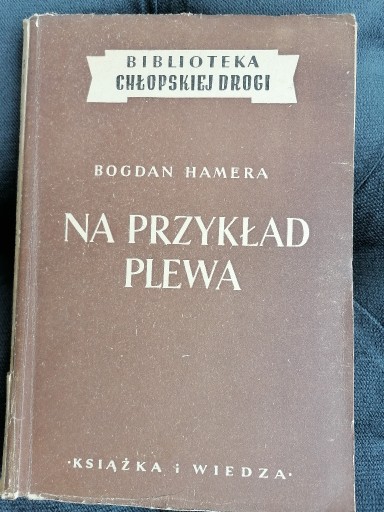 BIBLIOTEKA
CHŁOPSKIEJ DROGI
BOGDAN HAMERA
NA PRZYKŁAD
PLEWA
·KSIĄŻKA i WIEDZA·